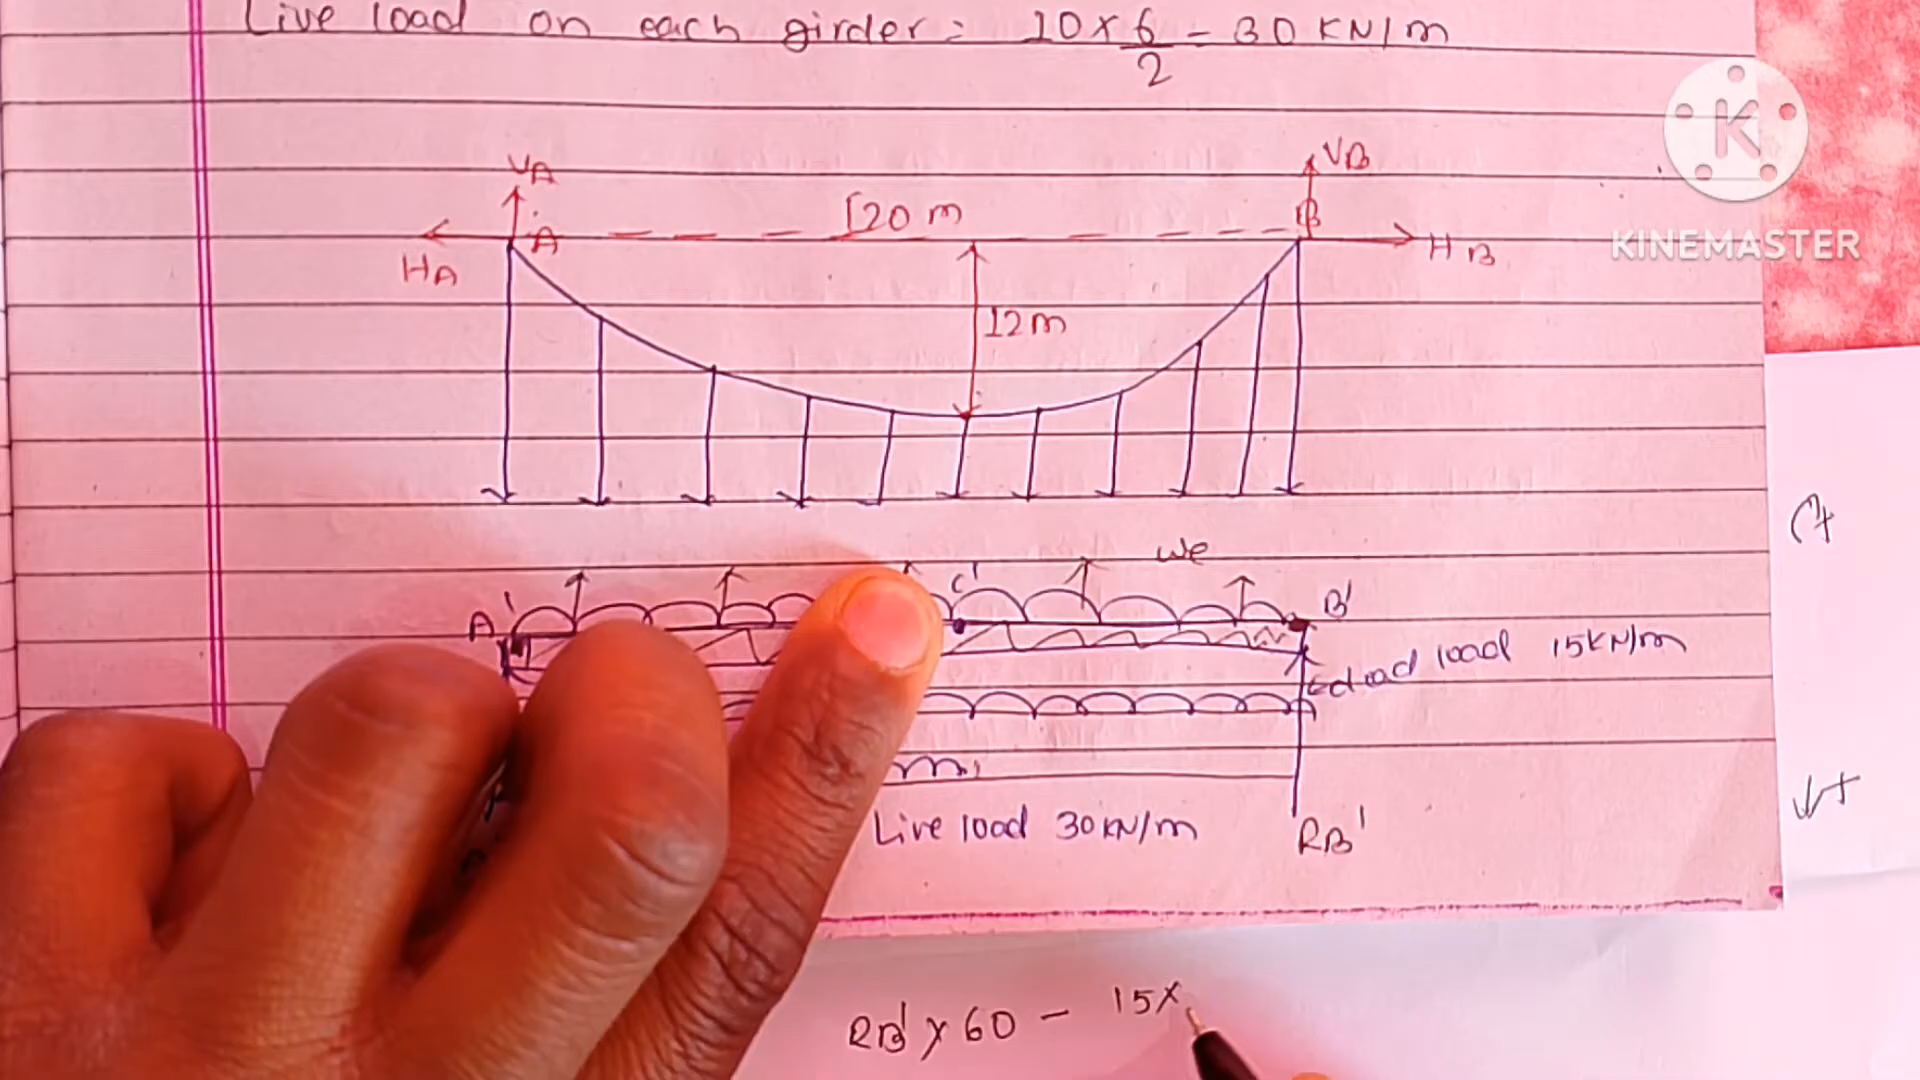 Live load on each girder = 10 x 6/2 = 30 KN/m
VA
VB
K
KINEMASTER
120 m
A
B
HA
HB
12m
we
A'
C'
B'
dead load 15KN/m
Live load 30KN/m
RB'
RB' x 60 - 15x